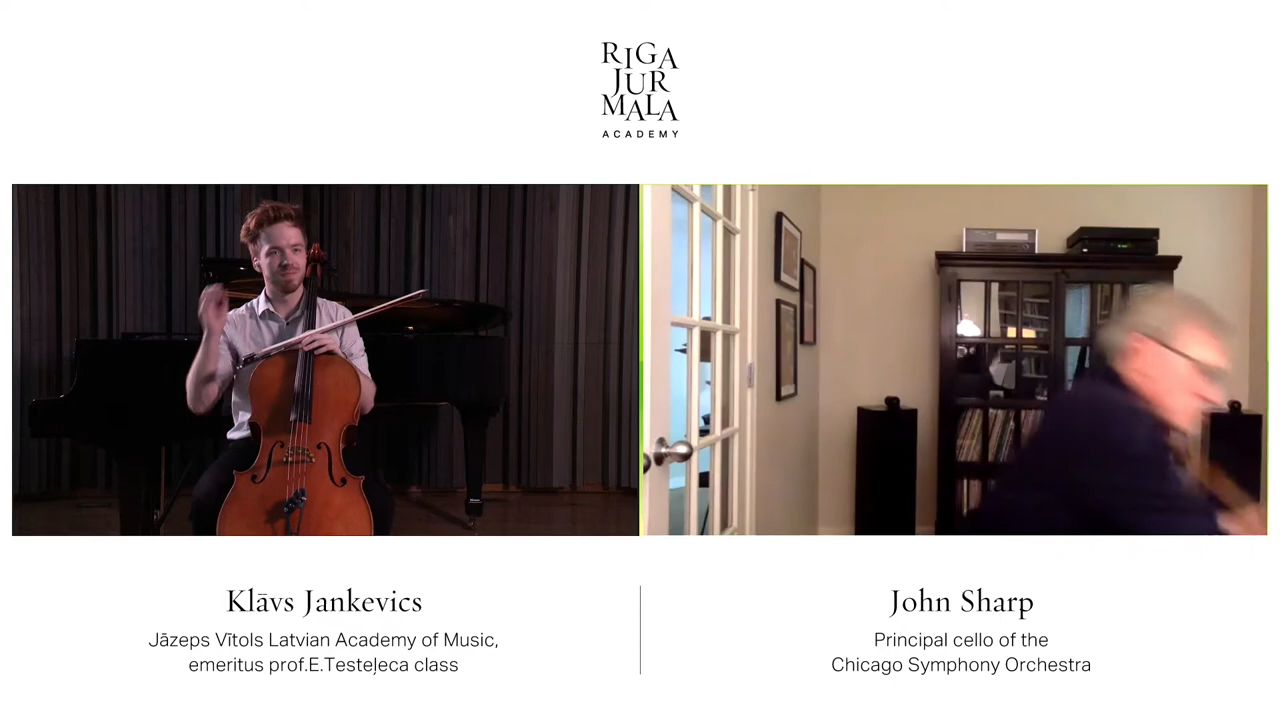 RIGA
JUR
MALA
ACADEMY
Klāvs Jankevics
Jāzeps Vītols Latvian Academy of Music,
emeritus prof.E.Testeļeca class
John Sharp
Principal cello of the
Chicago Symphony Orchestra